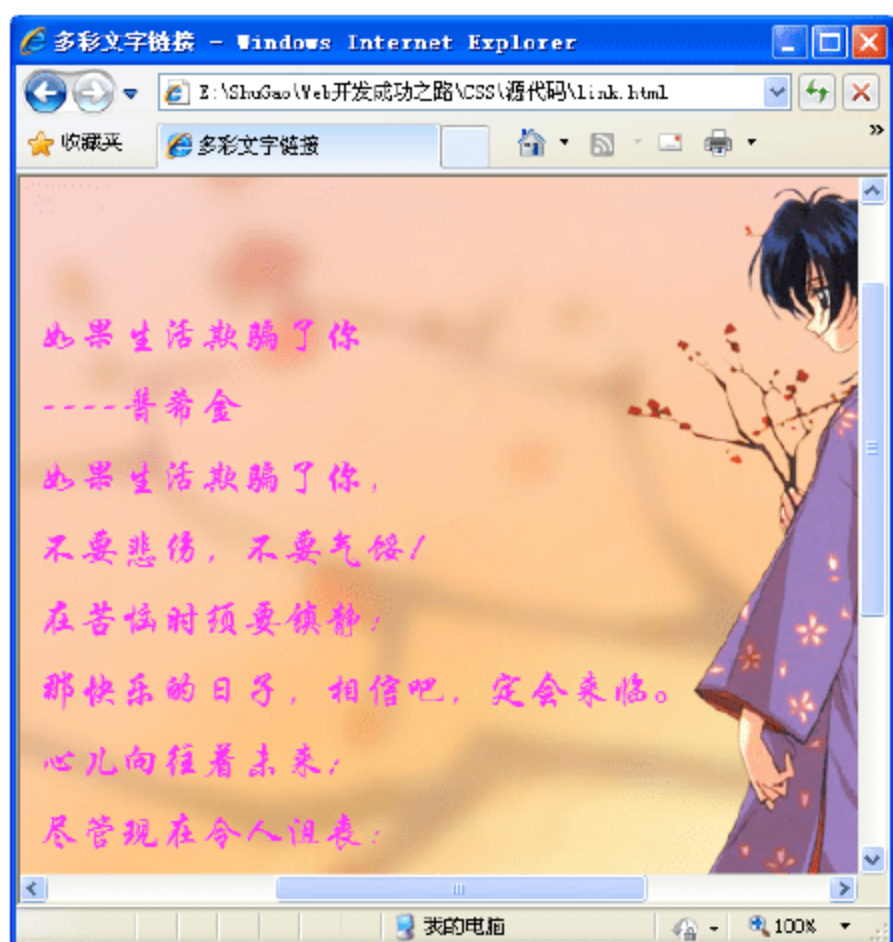 多彩文字链接 - Windows Internet Explorer
E:\ShuGao\Web开发成功之路\CSS\源代码\link.html
收藏夹
多彩文字链接
如果生活欺骗了你
----普希金
如果生活欺骗了你,
不要悲伤, 不要气馁!
在苦恼时须要镇静;
那快乐的日子, 相信吧, 定会来临。
心儿向往着未来;
尽管现在令人沮丧:
我的电脑
100%